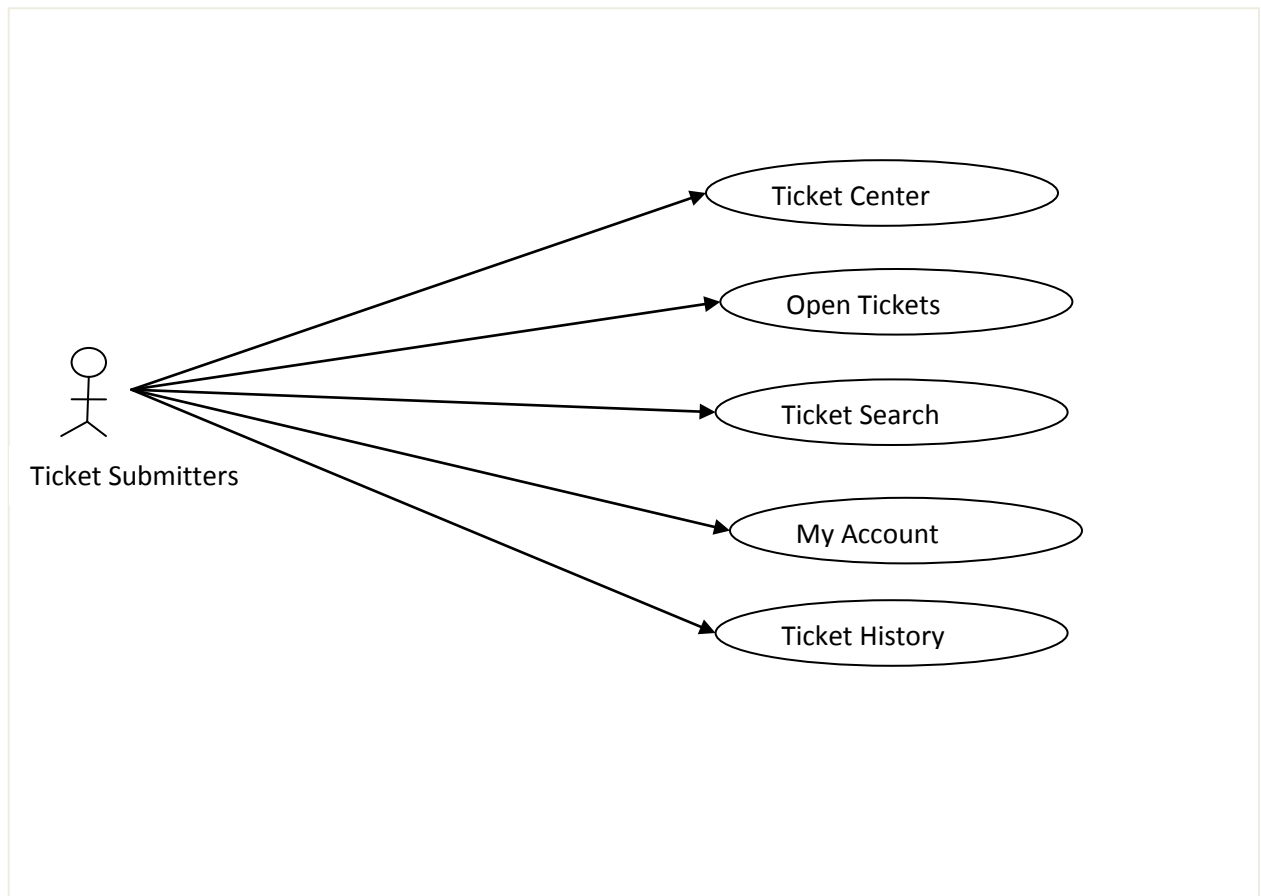 Ticket Center
Open Tickets
Ticket Search
Ticket Submitters
My Account
Ticket History